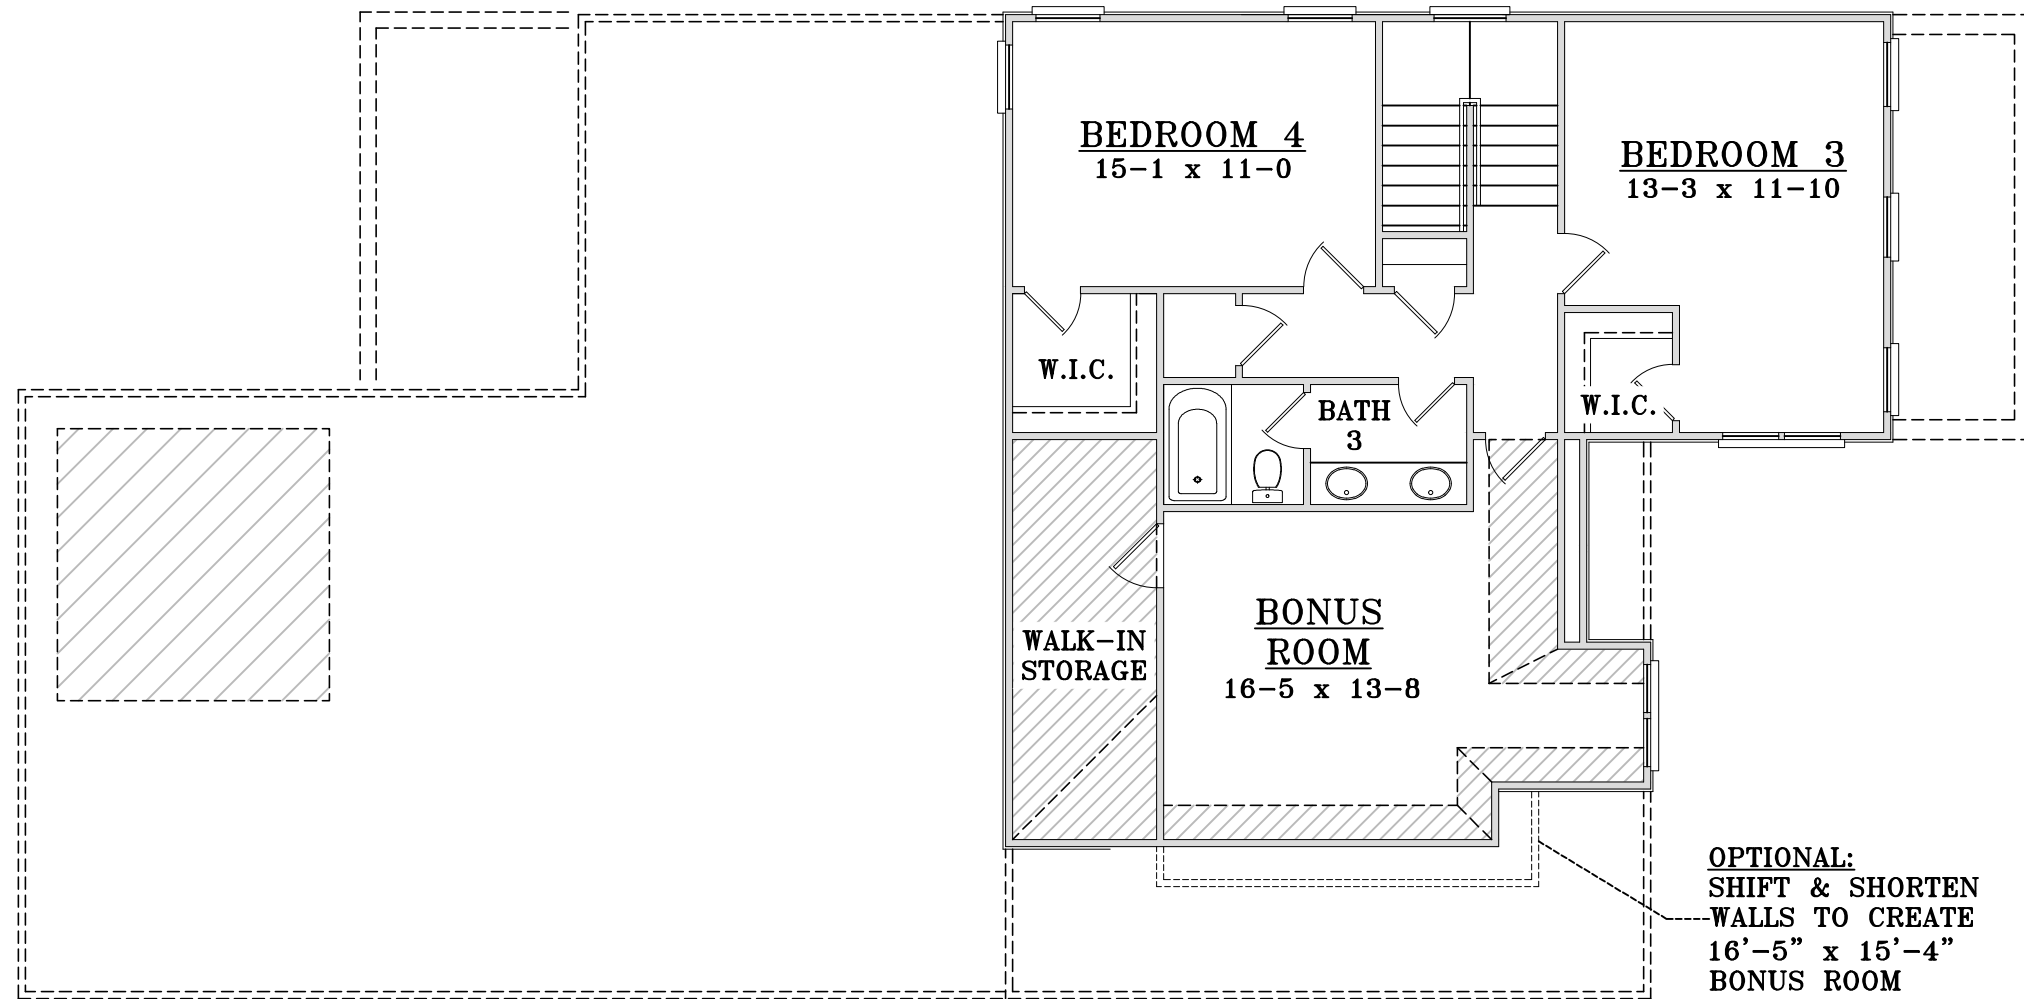 BEDROOM 4
15-1 x 11-0
BEDROOM 3
13-3 x 11-10
W.I.C.
BATH
3
W.I.C.
WALK-IN
STORAGE
BONUS
ROOM
16-5 x 13-8
OPTIONAL:
SHIFT & SHORTEN
WALLS TO CREATE
16'-5" x 15'-4"
BONUS ROOM